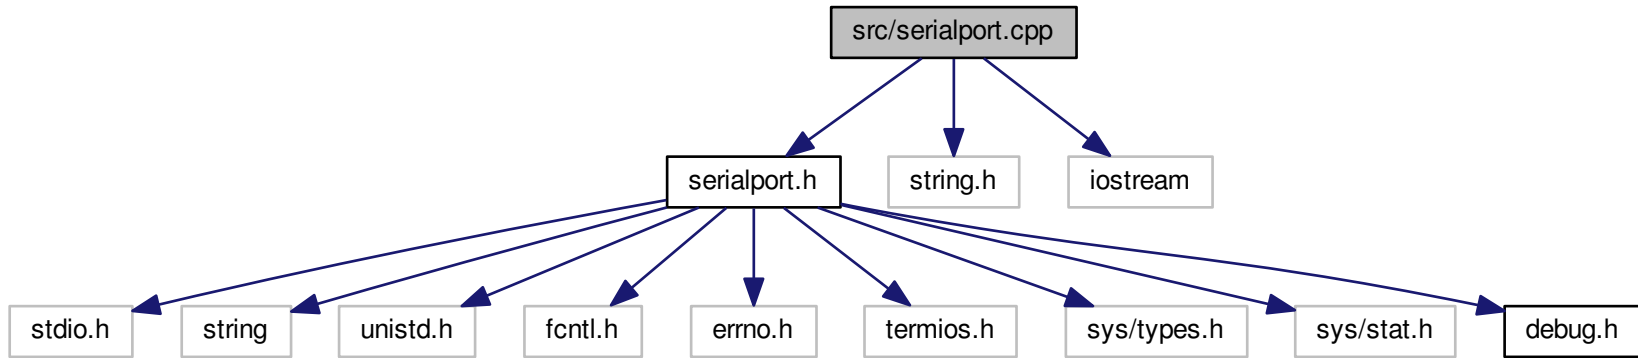 src/serialport.cpp
serialport.h
string.h
iostream
stdio.h
string
unistd.h
fcntl.h
errno.h
termios.h
sys/types.h
sys/stat.h
debug.h